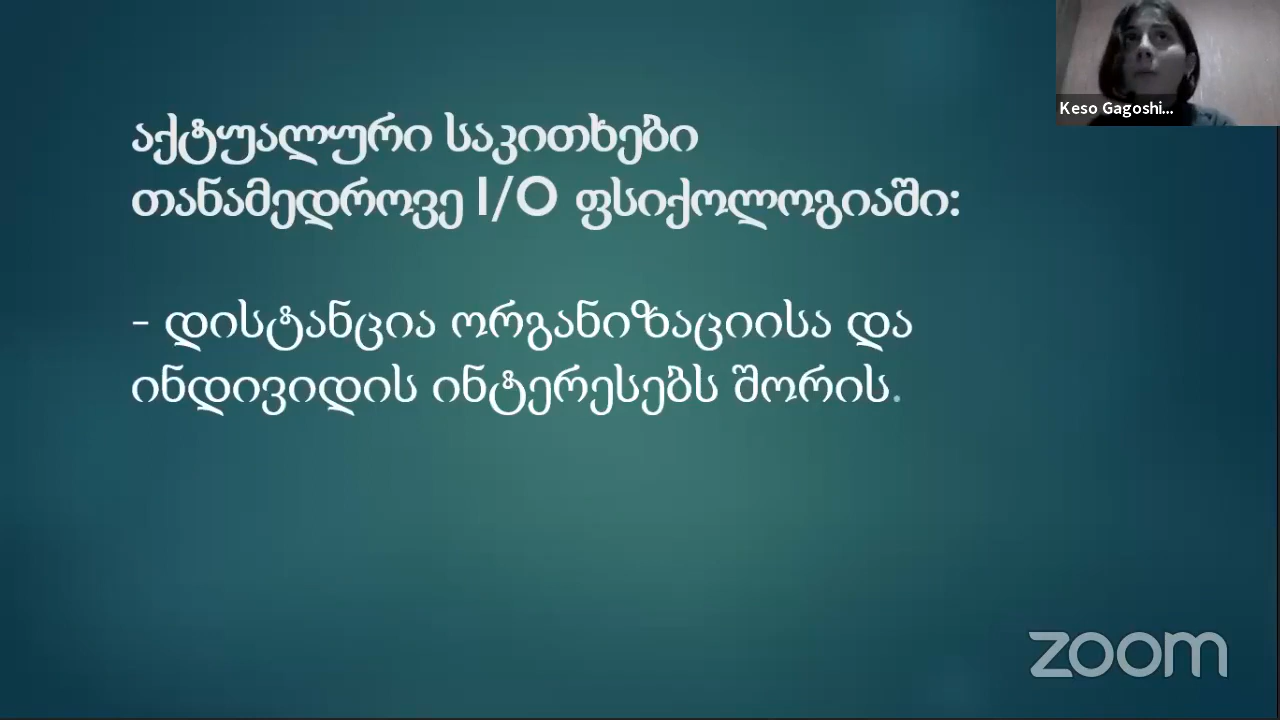 Keso Gagoshi...
აქტუალური საკითხები
თანამედროვე I/O ფსიქოლოგიაში:
- დისტანცია ორგანიზაციისა და
ინდივიდის ინტერესებს შორის.
zoom